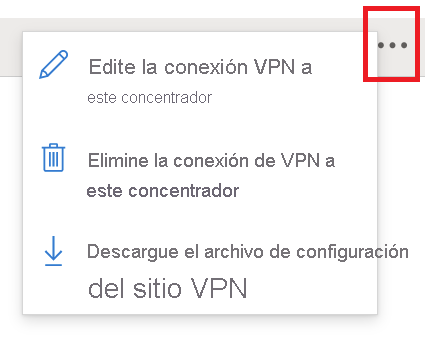 Edite la conexión VPN a
este concentrador
Elimine la conexión de VPN a
este concentrador
Descargue el archivo de configuración
del sitio VPN